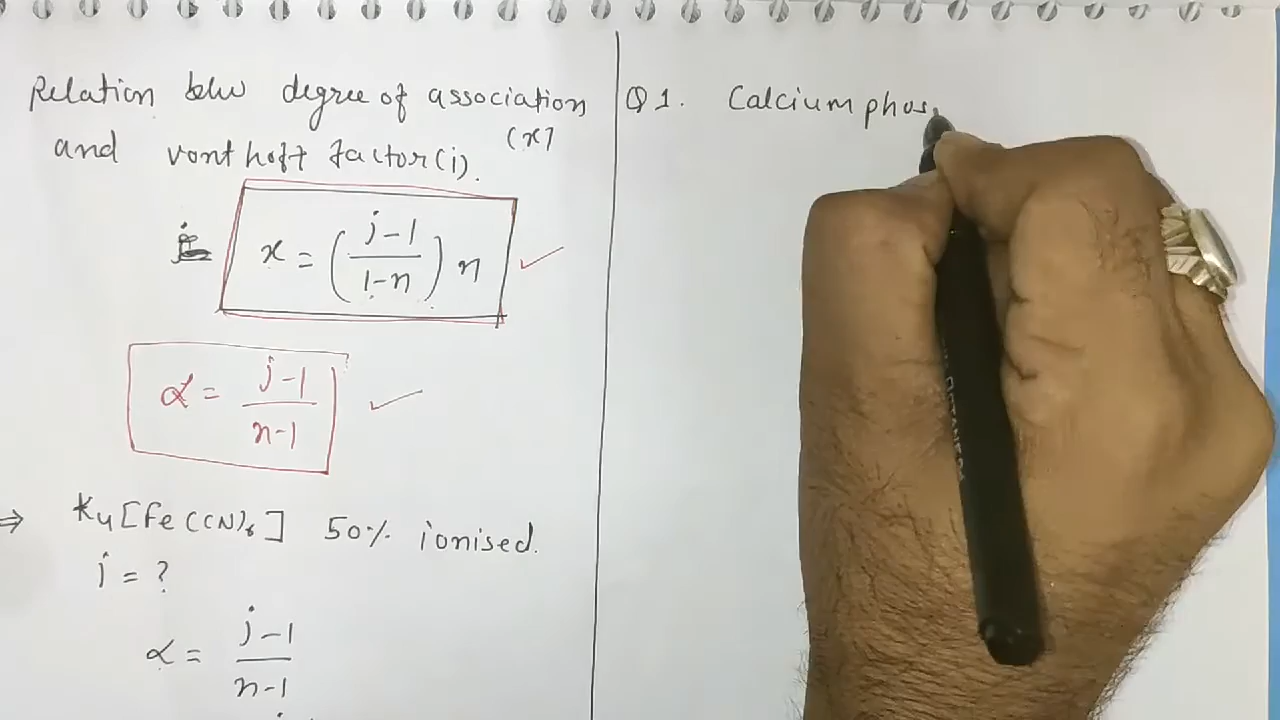 Relation b/w degree of association
(x)
and vont hoft factor (i).
x = (i-1/1-n) n
α = i-1/n-1
⇒ K4[Fe(CN)6] 50% ionised.
i = ?
α = i-1/n-1
Q1. Calcium phos